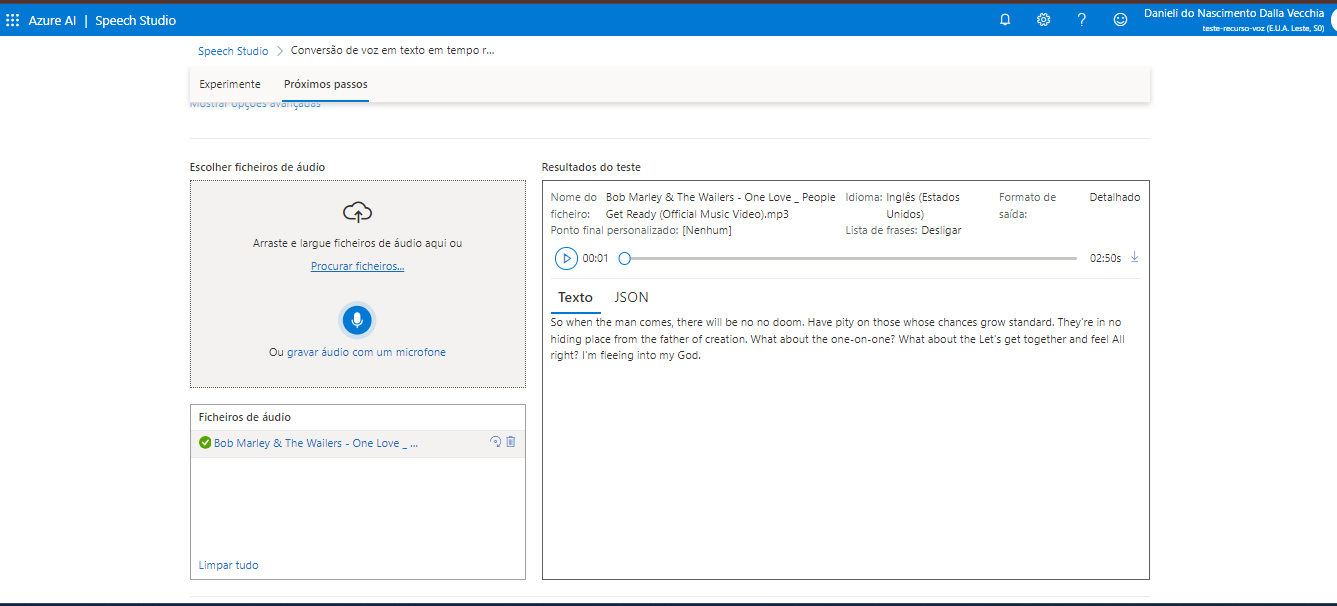 Azure AI | Speech Studio
Danieli do Nascimento Dalla Vecchia
teste-recurso-voz (E.U.A. Leste, S0)
Speech Studio > Conversão de voz em texto em tempo r...
Experimente Próximos passos
Mostrar opções avançadas
Escolher ficheiros de áudio
Arraste e largue ficheiros de áudio aqui ou
Procurar ficheiros...
Ou gravar áudio com um microfone
Ficheiros de áudio
Bob Marley & The Wailers - One Love _ ...
Limpar tudo
Resultados do teste
Nome do ficheiro: Bob Marley & The Wailers - One Love _ People
Get Ready (Official Music Video).mp3
Idioma: Inglês (Estados
Unidos)
Formato de
saída: Detalhado
Ponto final personalizado: [Nenhum]
Lista de frases: Desligar
00:01 02:50s
Texto JSON
So when the man comes, there will be no no doom. Have pity on those whose chances grow standard. They're in no
hiding place from the father of creation. What about the one-on-one? What about the Let's get together and feel All
right? I'm fleeing into my God.